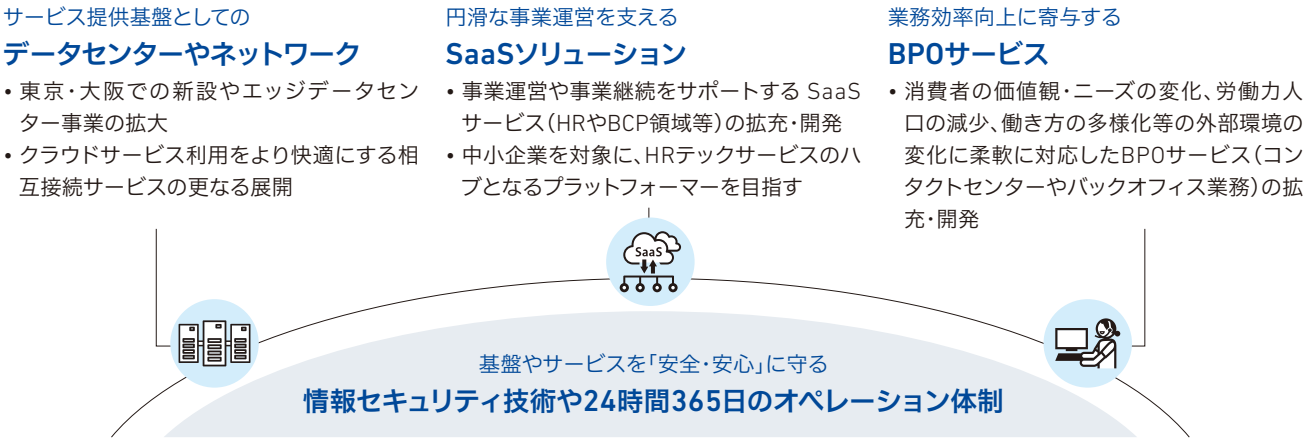 サービス提供基盤としての
データセンターやネットワーク
• 東京・大阪での新設やエッジデータセン
ター事業の拡大
• クラウドサービス利用をより快適にする相
互接続サービスの更なる展開
円滑な事業運営を支える
SaaSソリューション
• 事業運営や事業継続をサポートする SaaS
サービス（HRやBCP領域等）の拡充・開発
• 中小企業を対象に、HRテックサービスのハ
ブとなるプラットフォーマーを目指す
業務効率向上に寄与する
BPOサービス
• 消費者の価値観・ニーズの変化、労働力人
口の減少、働き方の多様化等の外部環境の
変化に柔軟に対応したBPOサービス（コン
タクトセンターやバックオフィス業務）の拡
充・開発
SaaS
基盤やサービスを「安全・安心」に守る
情報セキュリティ技術や24時間365日のオペレーション体制